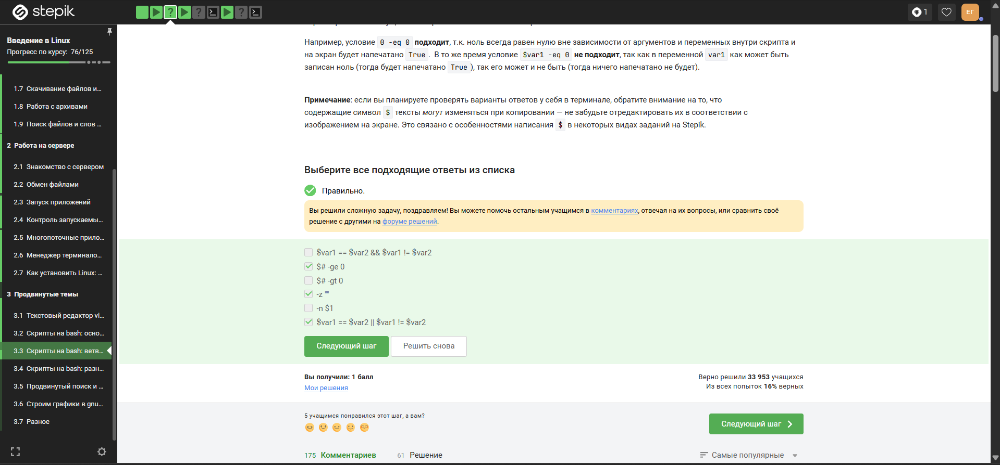 stepik
1
ЕГ
Введение в Linux
Прогресс по курсу: 76/125
1.7 Скачивание файлов и...
1.8 Работа с архивами
1.9 Поиск файлов и слов ...
2 Работа на сервере
2.1 Знакомство с сервером
2.2 Обмен файлами
2.3 Запуск приложений
2.4 Контроль запускаемы...
2.5 Многопоточные прило...
2.6 Менеджер терминало...
2.7 Как установить Linux: ...
3 Продвинутые темы
3.1 Текстовый редактор vi...
3.2 Скрипты на bash: осно...
3.3 Скрипты на bash: ветв...
3.4 Скрипты на bash: разн...
3.5 Продвинутый поиск и ...
3.6 Строим графики в gnu...
3.7 Разное
Например, условие 0 -eq 0 подходит, т.к. ноль всегда равен нулю вне зависимости от аргументов и переменных внутри скрипта и
на экран будет напечатано True. В то же время условие $var1 -eq 0 не подходит, так как в переменной var1 как может быть
записан ноль (тогда будет напечатано True), так его может и не быть (тогда ничего напечатано не будет).
Примечание: если вы планируете проверять варианты ответов у себя в терминале, обратите внимание на то, что
содержащие символ $ тексты могут изменяться при копировании — не забудьте отредактировать их в соответствии с
изображением на экране. Это связано с особенностями написания $ в некоторых видах заданий на Stepik.
Выберите все подходящие ответы из списка
Правильно.
Вы решили сложную задачу, поздравляем! Вы можете помочь остальным учащимся в комментариях, отвечая на их вопросы, или сравнить своё
решение с другими на форуме решений.
$var1 == $var2 && $var1 != $var2
$# -ge 0
$# -gt 0
-z ""
-n $1
$var1 == $var2 || $var1 != $var2
Следующий шаг
Решить снова
Вы получили: 1 балл
Мои решения
Верно решили 33 953 учащихся
Из всех попыток 16% верных
5 учащимся понравился этот шаг, а вам?
Следующий шаг
175 Комментариев
61 Решение
Самые популярные